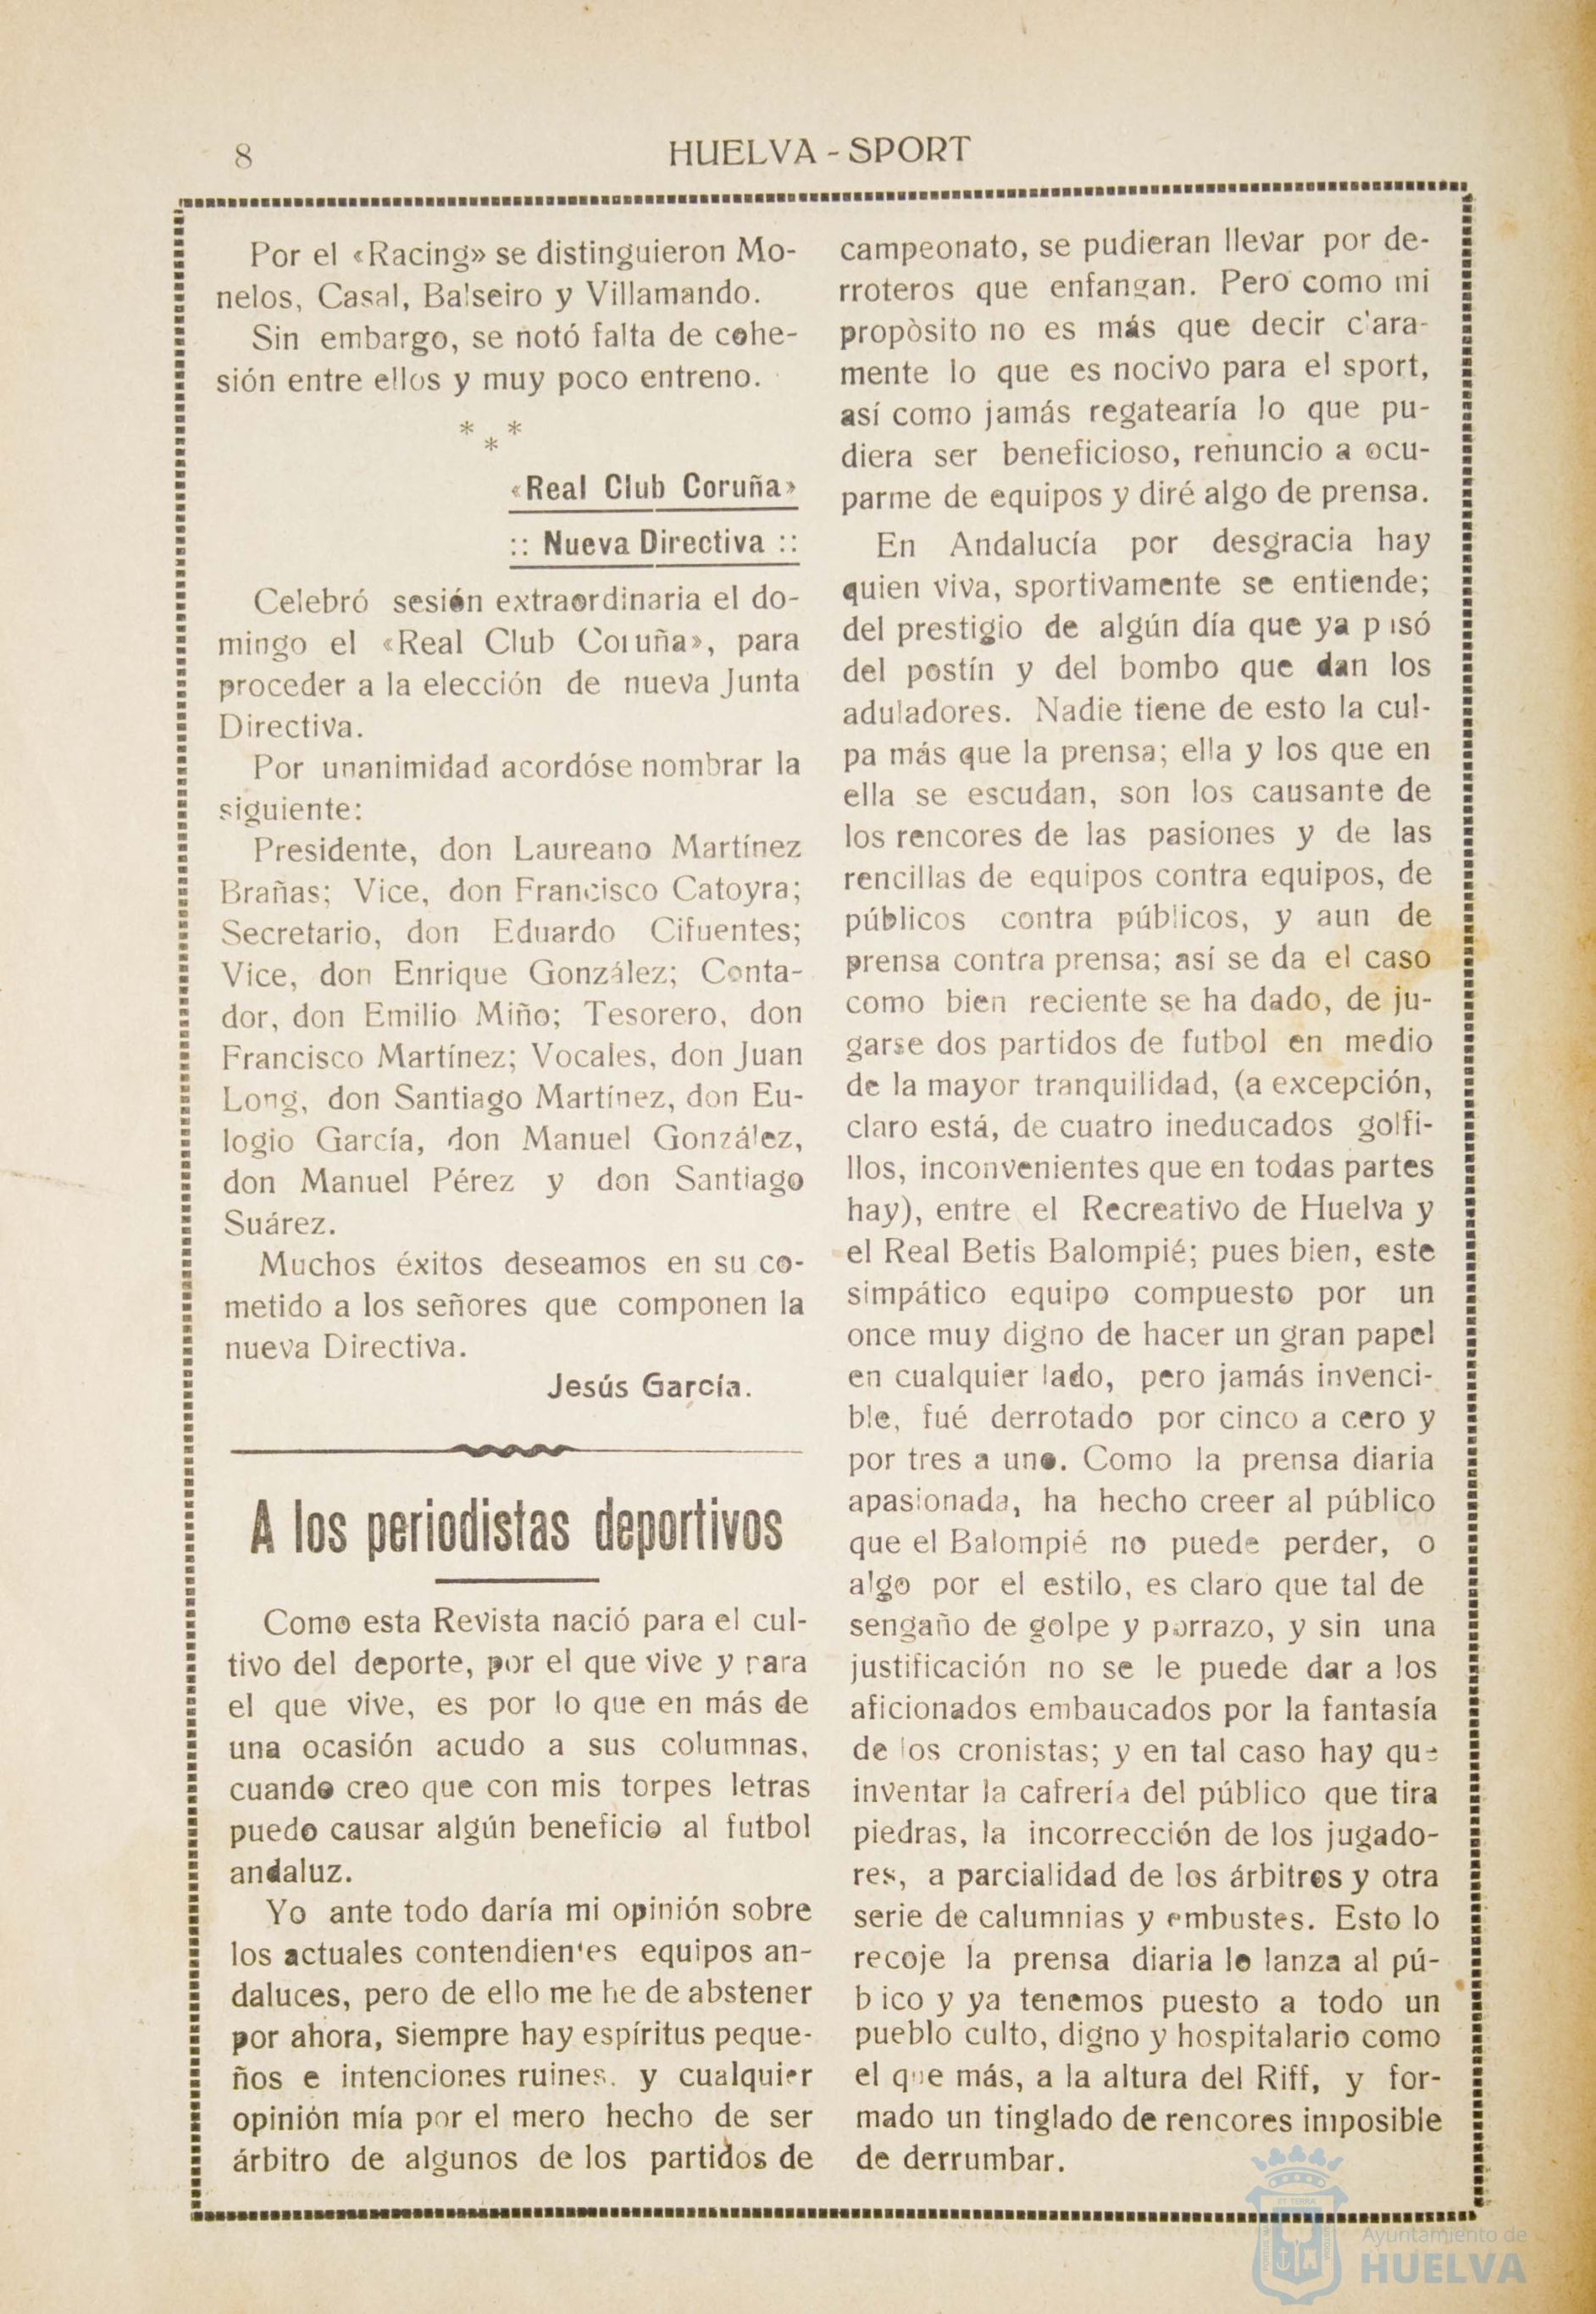 8
HUELVA - SPORT
Por el «Racing» se distinguieron Mo-
nelos, Casal, Balseiro y Villamando.
Sin embargo, se notó falta de cohe-
sión entre ellos y muy poco entreno.
* * *
«Real Club Coruña»
:: Nueva Directiva ::
Celebró sesión extraordinaria el do-
mingo el «Real Club Coruña», para
proceder a la elección de nueva Junta
Directiva.
Por unanimidad acordóse nombrar la
siguiente:
Presidente, don Laureano Martínez
Brañas; Vice, don Francisco Catoyra;
Secretario, don Eduardo Cifuentes;
Vice, don Enrique González; Conta-
dor, don Emilio Miño; Tesorero, don
Francisco Martínez; Vocales, don Juan
Long, don Santiago Martínez, don Eu-
logio García, don Manuel González,
don Manuel Pérez y don Santiago
Suárez.
Muchos éxitos deseamos en su co-
metido a los señores que componen la
nueva Directiva.
Jesús García.
A los periodistas deportivos
Como esta Revista nació para el cul-
tivo del deporte, por el que vive y rara
el que vive, es por lo que en más de
una ocasión acudo a sus columnas,
cuando creo que con mis torpes letras
puedo causar algún beneficio al futbol
andaluz.
Yo ante todo daría mi opinión sobre
los actuales contendientes equipos an-
daluces, pero de ello me he de abstener
por ahora, siempre hay espíritus peque-
ños e intenciones ruines. y cualquier
opinión mía por el mero hecho de ser
árbitro de algunos de los partidos de
campeonato, se pudieran llevar por de-
rroteros que enfangan. Pero como mi
propòsito no es más que decir clara-
mente lo que es nocivo para el sport,
así como jamás regatearía lo que pu-
diera ser beneficioso, renuncio a ocu-
parme de equipos y diré algo de prensa.
En Andalucía por desgracia hay
quien viva, sportivamente se entiende;
del prestigio de algún día que ya p isó
del postín y del bombo que dan los
aduladores. Nadie tiene de esto la cul-
pa más que la prensa; ella y los que en
ella se escudan, son los causante de
los rencores de las pasiones y de las
rencillas de equipos contra equipos, de
públicos contra públicos, y aun de
prensa contra prensa; así se da el caso
como bien reciente se ha dado, de ju-
garse dos partidos de futbol en medio
de la mayor tranquilidad, (a excepción,
claro está, de cuatro ineducados golfi-
llos, inconvenientes que en todas partes
hay), entre el Recreativo de Huelva y
el Real Betis Balompié; pues bien, este
simpático equipo compuesto por un
once muy digno de hacer un gran papel
en cualquier lado, pero jamás invenci-
ble, fué derrotado por cinco a cero y
por tres a uno. Como la prensa diaria
apasionada, ha hecho creer al público
que el Balompié no puede perder, o
algo por el estilo, es claro que tal de
sengaño de golpe y porrazo, y sin una
justificación no se le puede dar a los
aficionados embaucados por la fantasía
de los cronistas; y en tal caso hay que
inventar la cafrería del público que tira
piedras, la incorrección de los jugado-
res, a parcialidad de los árbitros y otra
serie de calumnias y embustes. Esto lo
recoje la prensa diaria lo lanza al pú-
b ico y ya tenemos puesto a todo un
pueblo culto, digno y hospitalario como
el que más, a la altura del Riff, y for-
mado un tinglado de rencores imposible
de derrumbar.
Ayuntamiento de
HUELVA